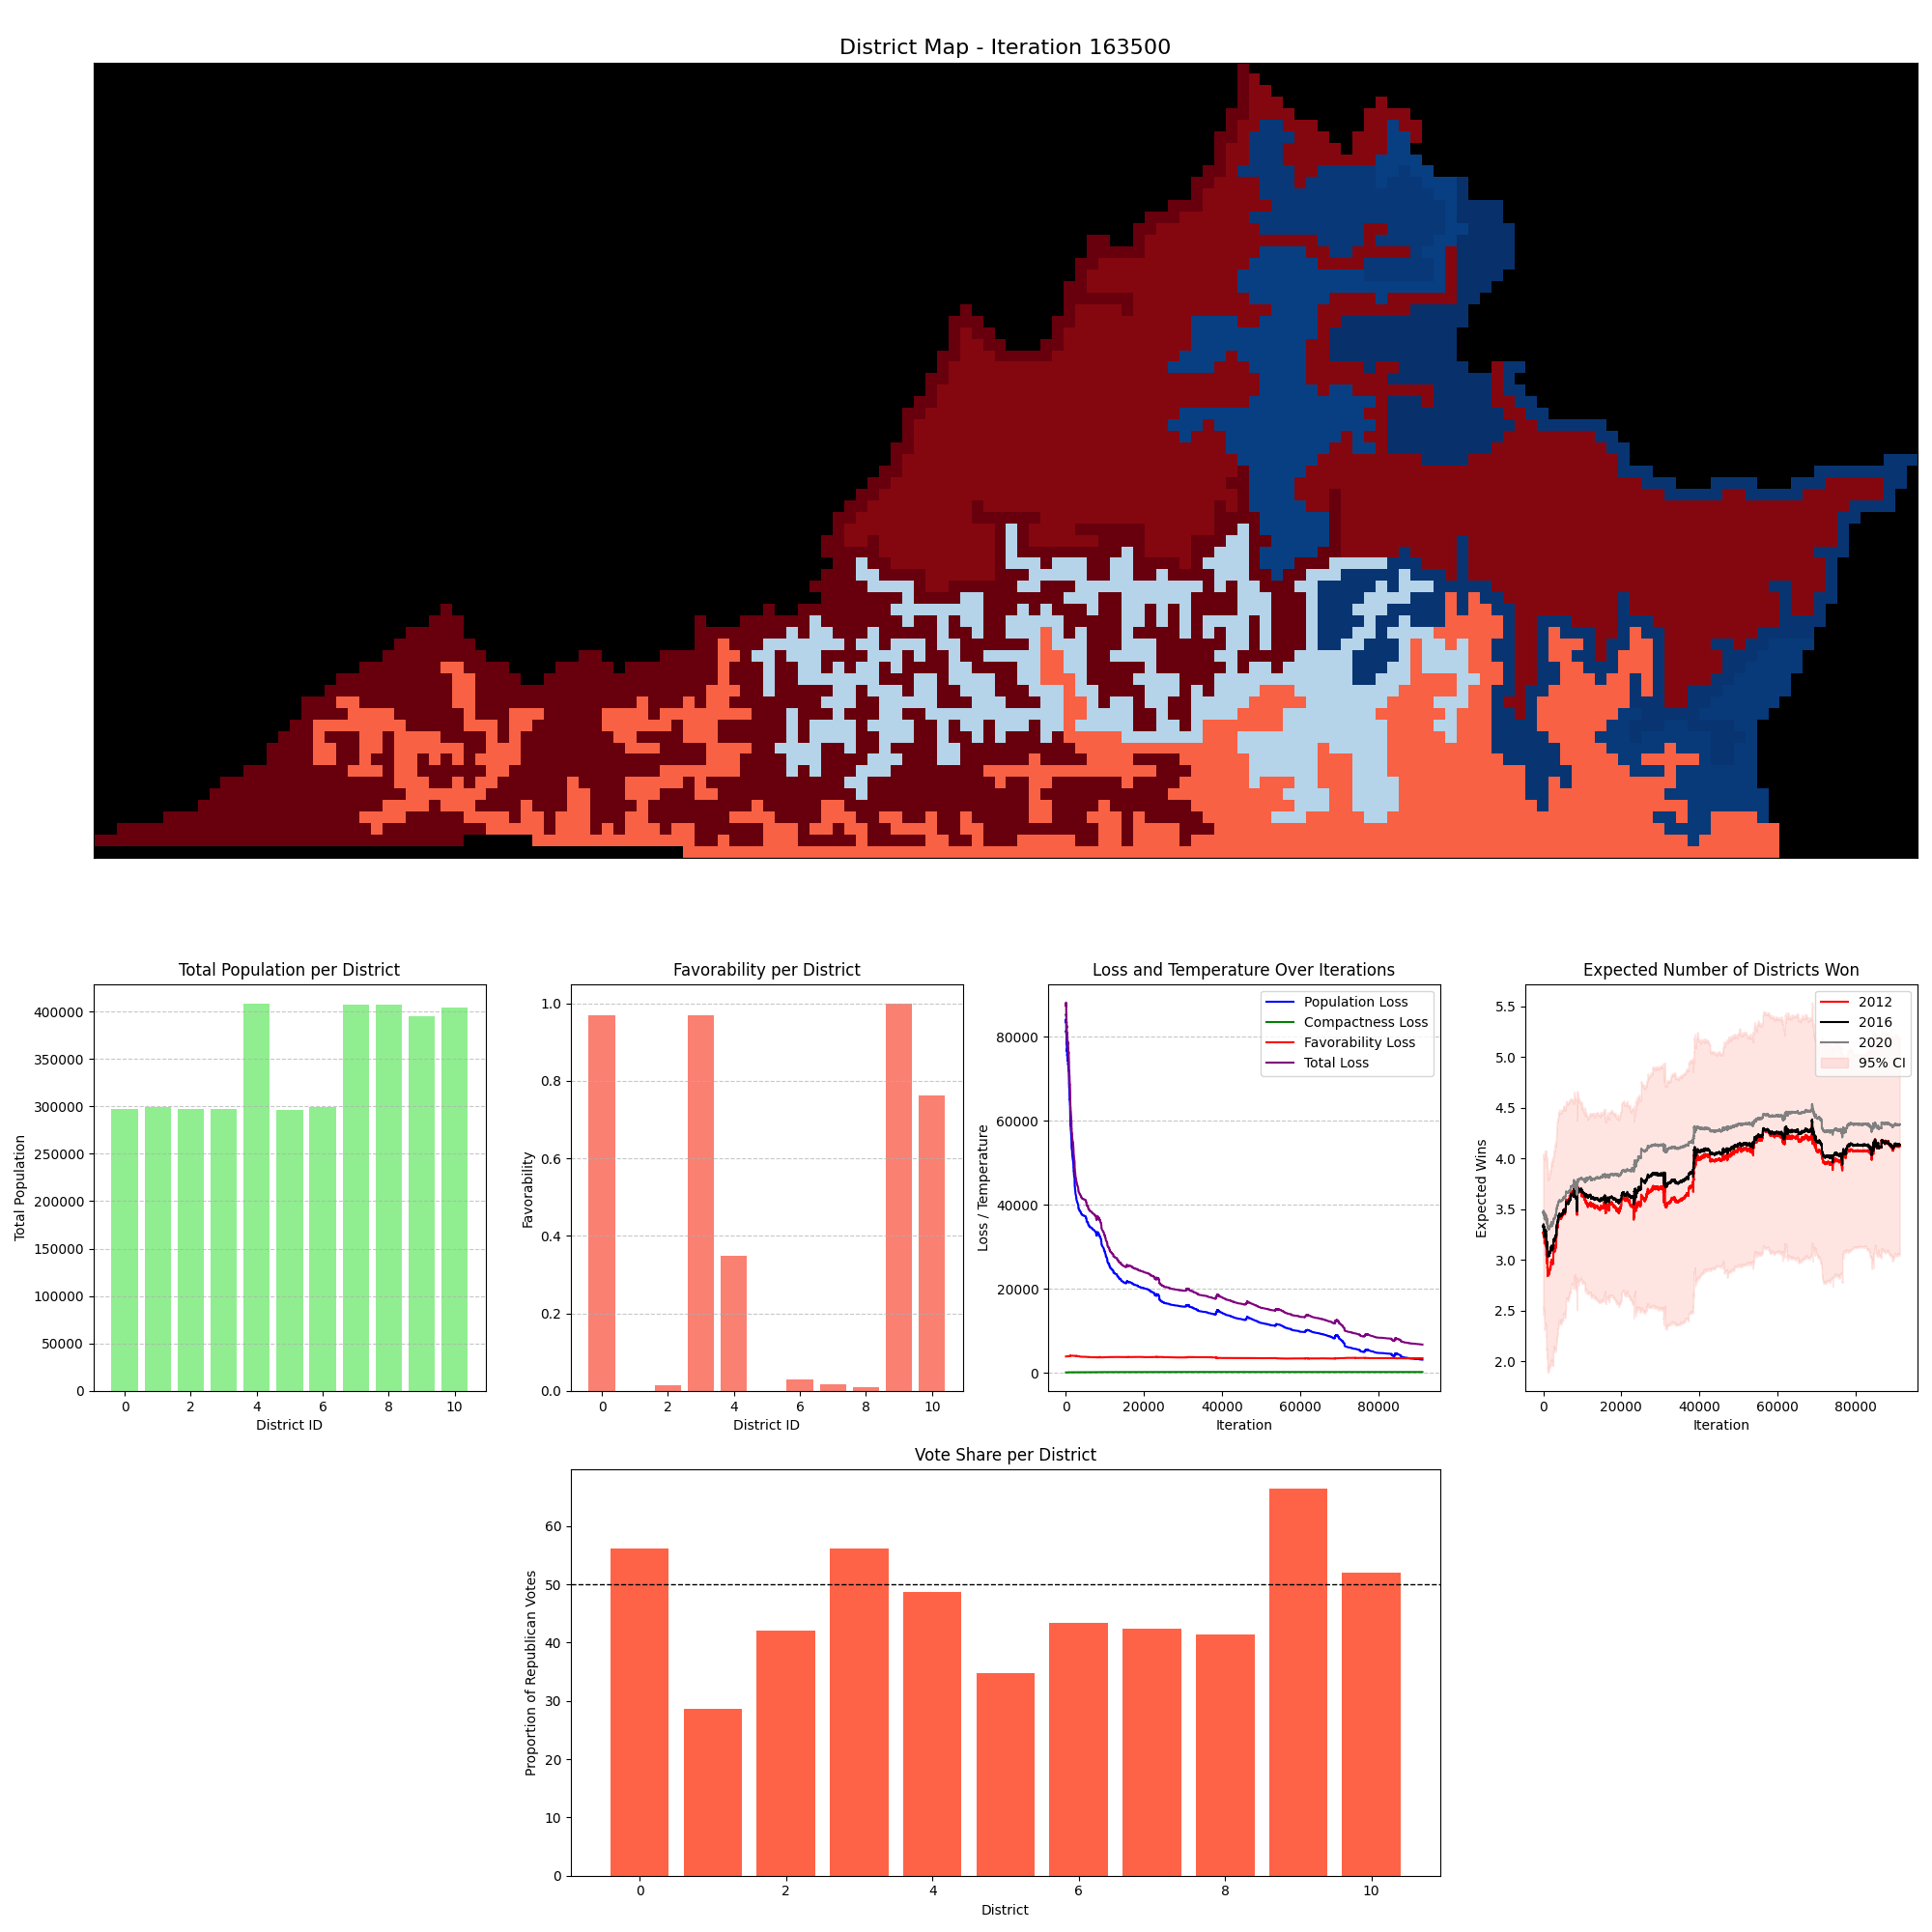 District Map - Iteration 163500
Total Population per District
Total Population
400000
350000
300000
250000
200000
150000
100000
50000
0
0 2 4 6 8 10
District ID
Favorability per District
Favorability
1.0
0.8
0.6
0.4
0.2
0.0
0 2 4 6 8 10
District ID
Loss and Temperature Over Iterations
Loss / Temperature
80000
60000
40000
20000
0
Population Loss
Compactness Loss
Favorability Loss
Total Loss
0 20000 40000 60000 80000
Iteration
Expected Number of Districts Won
Expected Wins
5.5
5.0
4.5
4.0
3.5
3.0
2.5
2.0
2012
2016
2020
95% CI
0 20000 40000 60000 80000
Iteration
Vote Share per District
Proportion of Republican Votes
60
50
40
30
20
10
0
0 2 4 6 8 10
District